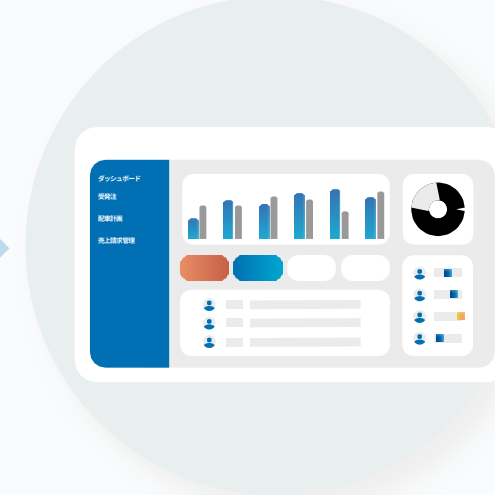 ダッシュボード
受発注
配車計画
売上請求管理